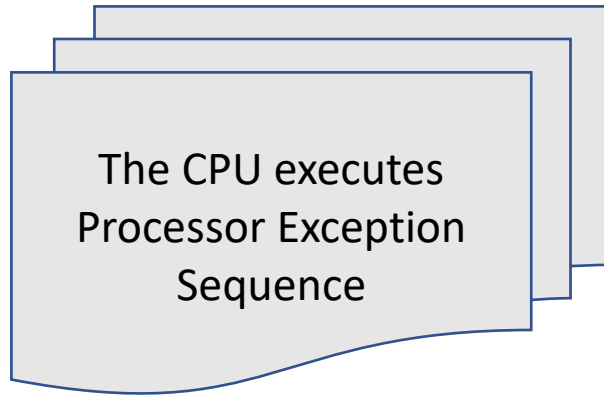 The CPU executes
Processor Exception
Sequence